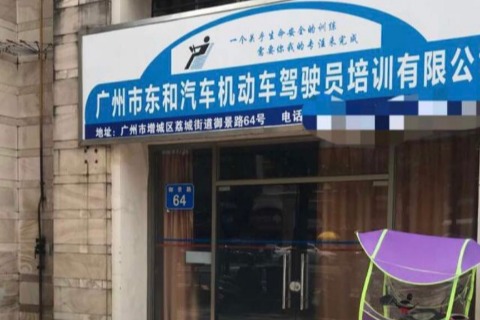 一个关乎生命安全的训练
需要你我的专注来完成
广州市东和汽车机动车驾驶员培训有限公
地址：广州市增城区荔城街道御景路64号 电话
御景路
64